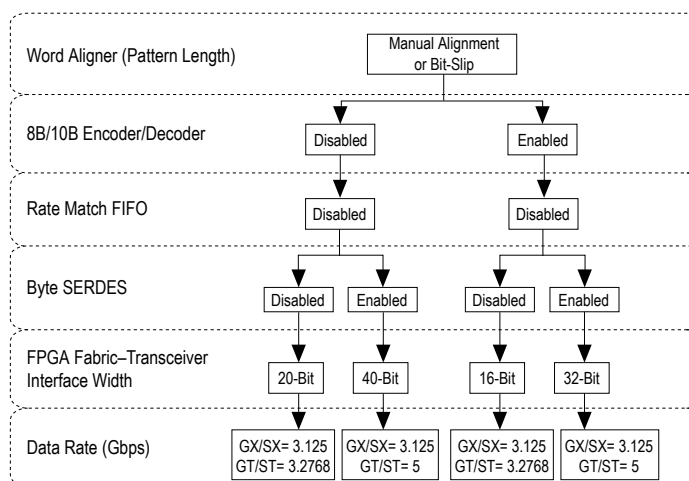 Word Aligner (Pattern Length)
Manual Alignment
or Bit-Slip
8B/10B Encoder/Decoder
Disabled
Enabled
Rate Match FIFO
Disabled
Disabled
Byte SERDES
Disabled
Enabled
Disabled
Enabled
FPGA Fabric–Transceiver
Interface Width
20-Bit
40-Bit
16-Bit
32-Bit
Data Rate (Gbps)
GX/SX= 3.125
GT/ST= 3.2768
GX/SX= 3.125
GT/ST= 5
GX/SX= 3.125
GT/ST= 3.2768
GX/SX= 3.125
GT/ST= 5